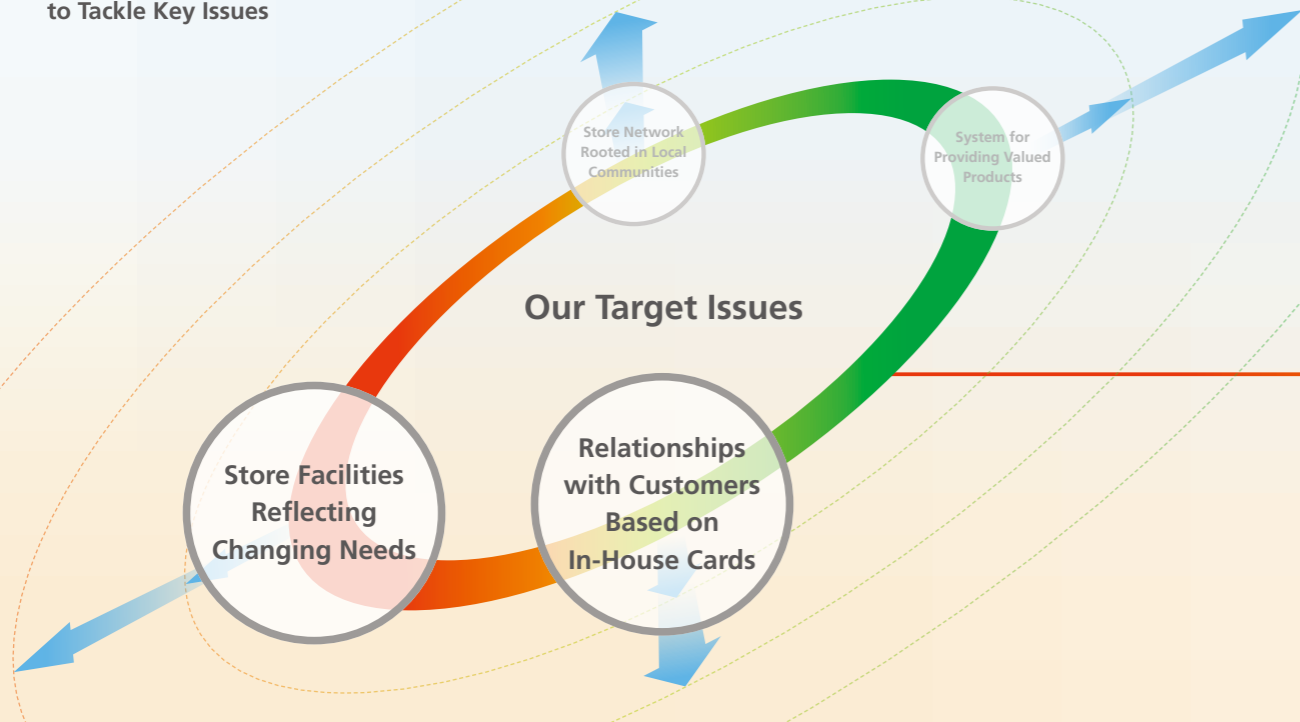 to Tackle Key Issues
Store Network
Rooted in Local
Communities
System for
Providing Valued
Products
Our Target Issues
Store Facilities
Reflecting
Changing Needs
Relationships
with Customers
Based on
In-House Cards